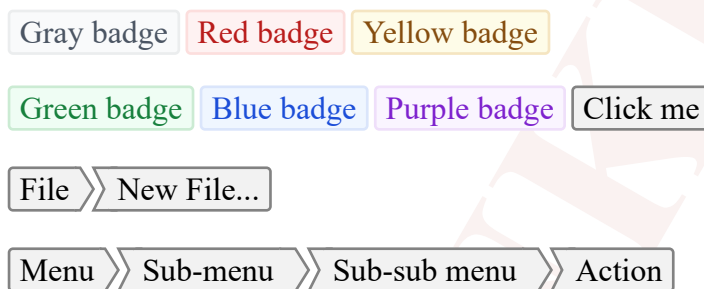 Gray badge Red badge Yellow badge
Green badge Blue badge Purple badge Click me
File New File...
Menu Sub-menu Sub-sub menu Action